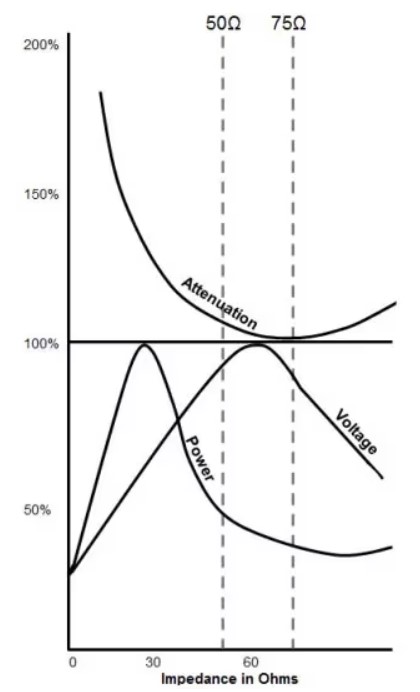 50Ω 75Ω
200%
150%
Attenuation
100%
Voltage
Power
50%
0 30 60
Impedance in Ohms